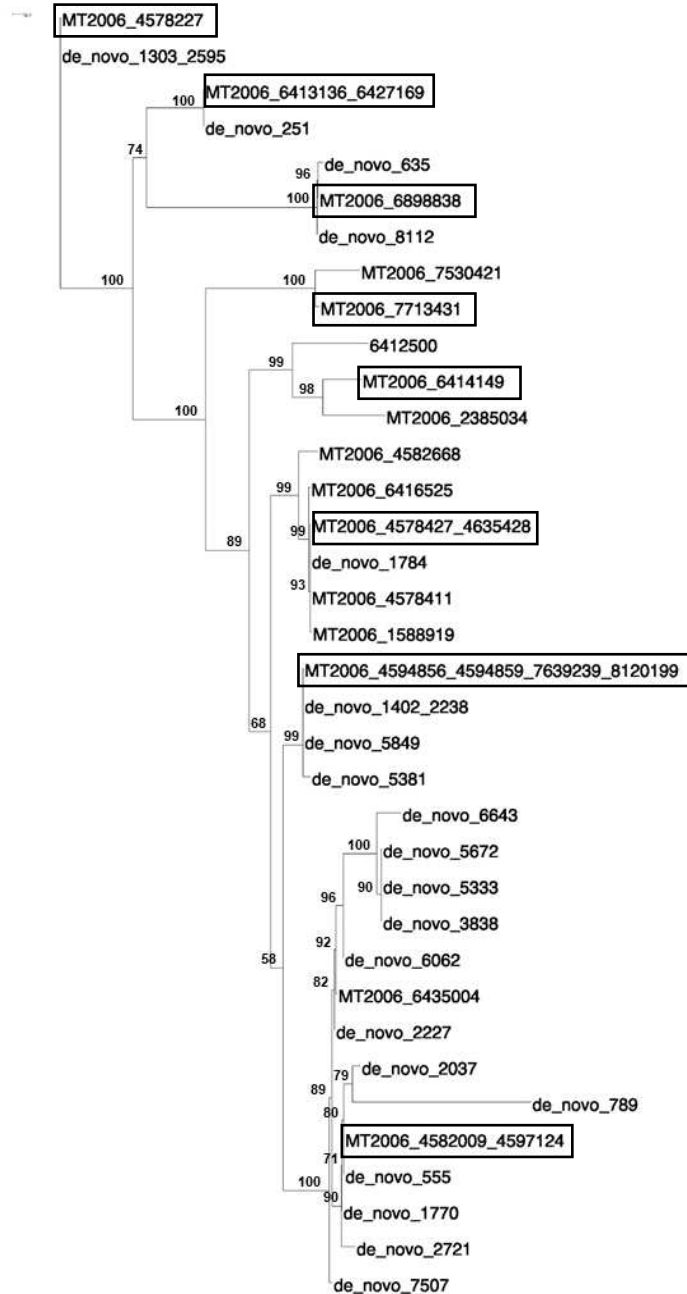 MT2006_4578227
de_novo_1303_2595
MT2006_6413136_6427169
100
de_novo_251
74
de_novo_635
96
MT2006_6898838
100
de_novo_8112
MT2006_7530421
100
100
MT2006_7713431
6412500
99
MT2006_6414149
98
100
MT2006_2385034
MT2006_4582668
99
MT2006_6416525
MT2006_4578427_4635428
99
89
de_novo_1784
93
MT2006_4578411
MT2006_1588919
MT2006_4594856_4594859_7639239_8120199
de_novo_1402_2238
68
99
de_novo_5849
de_novo_5381
de_novo_6643
100
de_novo_5672
90
de_novo_5333
96
de_novo_3838
92
58
de_novo_6062
82
MT2006_6435004
de_novo_2227
de_novo_2037
79
89
de_novo_789
80
MT2006_4582009_4597124
71
de_novo_555
100
90
de_novo_1770
de_novo_2721
de_novo_7507